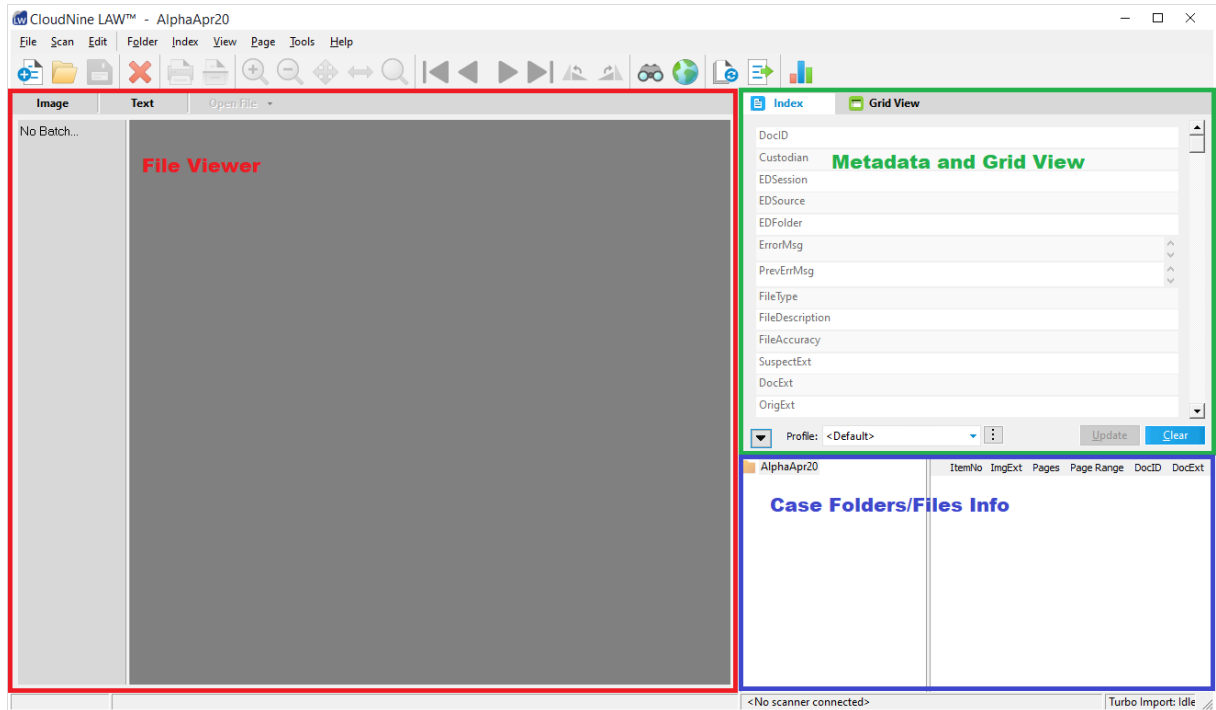 CloudNine LAW™ - AlphaApr20
File Scan Edit Folder Index View Page Tools Help
Image Text Open File
No Batch...
File Viewer
Index Grid View
DocID
Custodian
Metadata and Grid View
EDSession
EDSource
EDFolder
ErrorMsg
PrevErrMsg
FileType
FileDescription
FileAccuracy
SuspectExt
DocExt
OrigExt
Profile: <Default> Update Clear
AlphaApr20
ItemNo ImgExt Pages Page Range DocID DocExt
Case Folders/Files Info
<No scanner connected> Turbo Import: Idle